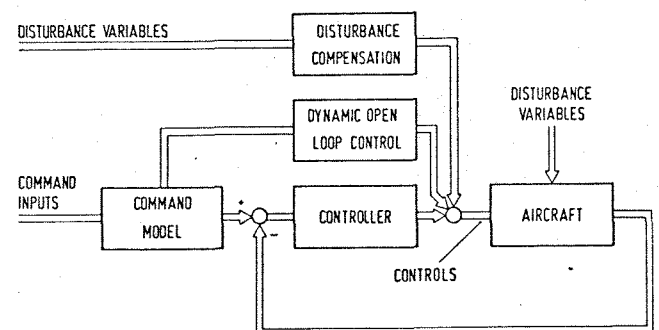 DISTURBANCE VARIABLES
DISTURBANCE
COMPENSATION
DISTURBANCE
VARIABLES
DYNAMIC OPEN
LOOP CONTROL
COMMAND
INPUTS
COMMAND
MODEL
+
-
CONTROLLER
AIRCRAFT
CONTROLS